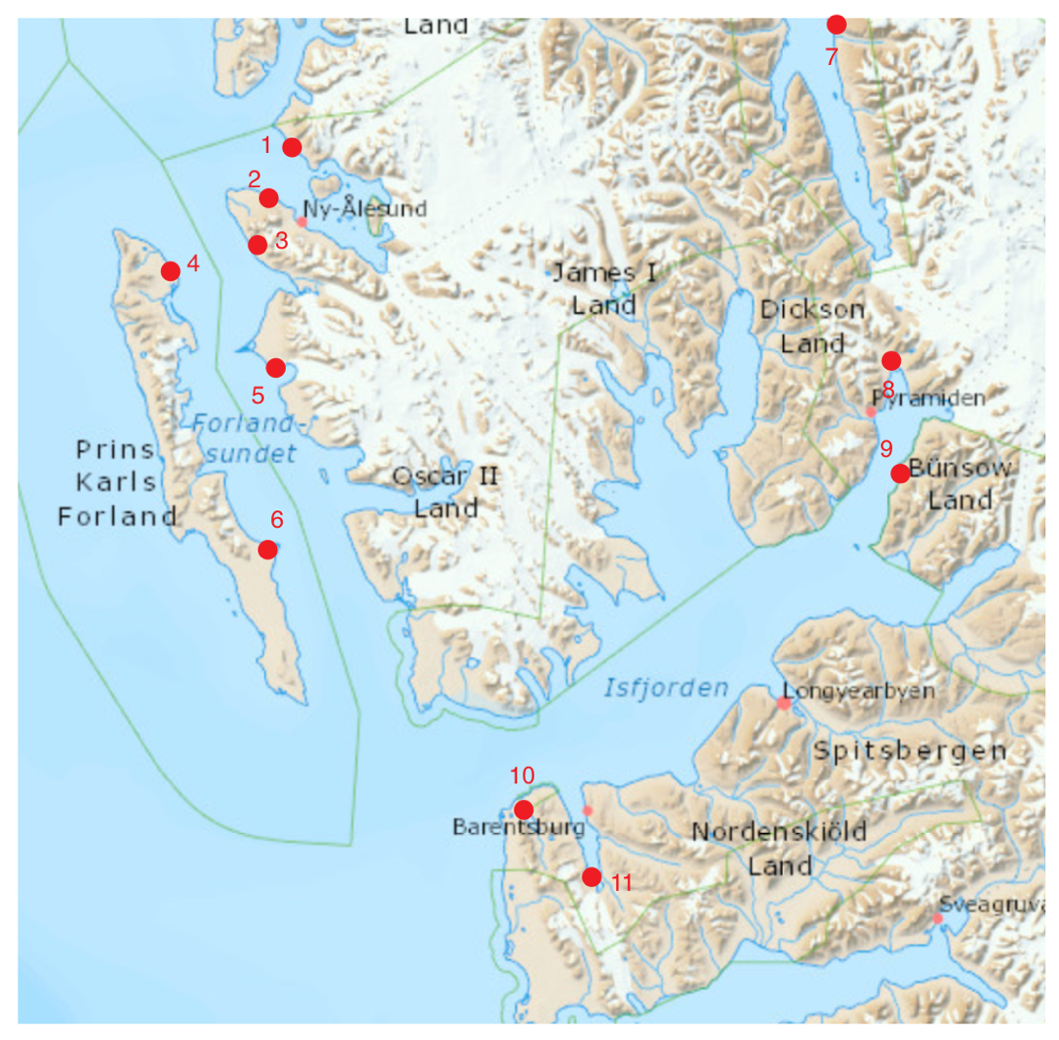 Land
7
1
2
Ny-Ålesund
3
4
James I
Land
Dickson
Land
5
8
Pyramiden
Forland-
sundet
9
Prins
Karls
Forland
Oscar II
Land
Bünsow
Land
6
Isfjorden
Longyearbyen
Spitsbergen
10
Barentsburg
Nordenskiöld
Land
11
Sveagruva